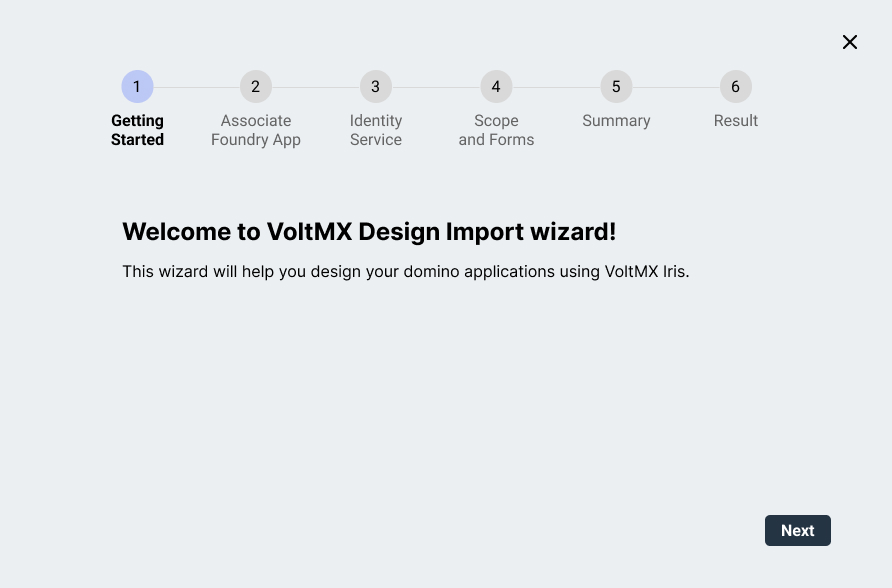 1 2 3 4 5 6
Getting Associate Identity Scope Summary Result
Started Foundry App Service and Forms
Welcome to VoltMX Design Import wizard!
This wizard will help you design your domino applications using VoltMX Iris.
Next